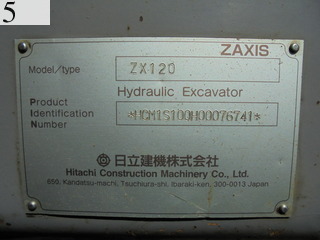 5
ZAXIS
Model/type ZX120
Hydraulic Excavator
Product
Identification *HCM1S100H00076741*
Number
日立建機株式会社
Hitachi Construction Machinery Co., Ltd.
650, Kandatsu-machi, Tsuchiura-shi, Ibaraki-ken, 300-0013 Japan